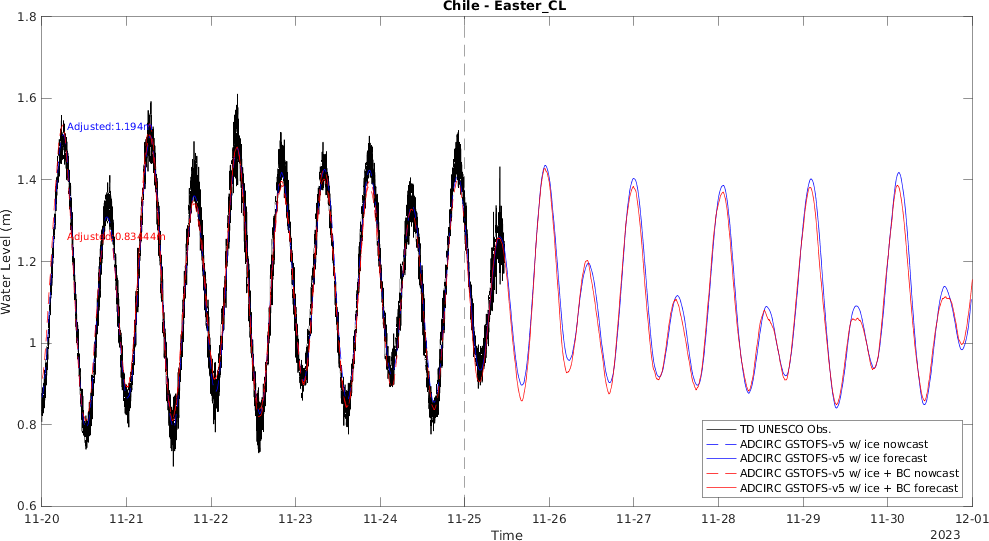 Chile - Easter_CL
1.8
1.6
1.4
1.2
1
0.8
0.6
Water Level (m)
Adjusted:1.194m
Adjusted:0.83444m
TD UNESCO Obs.
ADCIRC GSTOFS-v5 w/ ice nowcast
ADCIRC GSTOFS-v5 w/ ice forecast
ADCIRC GSTOFS-v5 w/ ice + BC nowcast
ADCIRC GSTOFS-v5 w/ ice + BC forecast
11-20 11-21 11-22 11-23 11-24 11-25 11-26 11-27 11-28 11-29 11-30 12-01
Time
2023